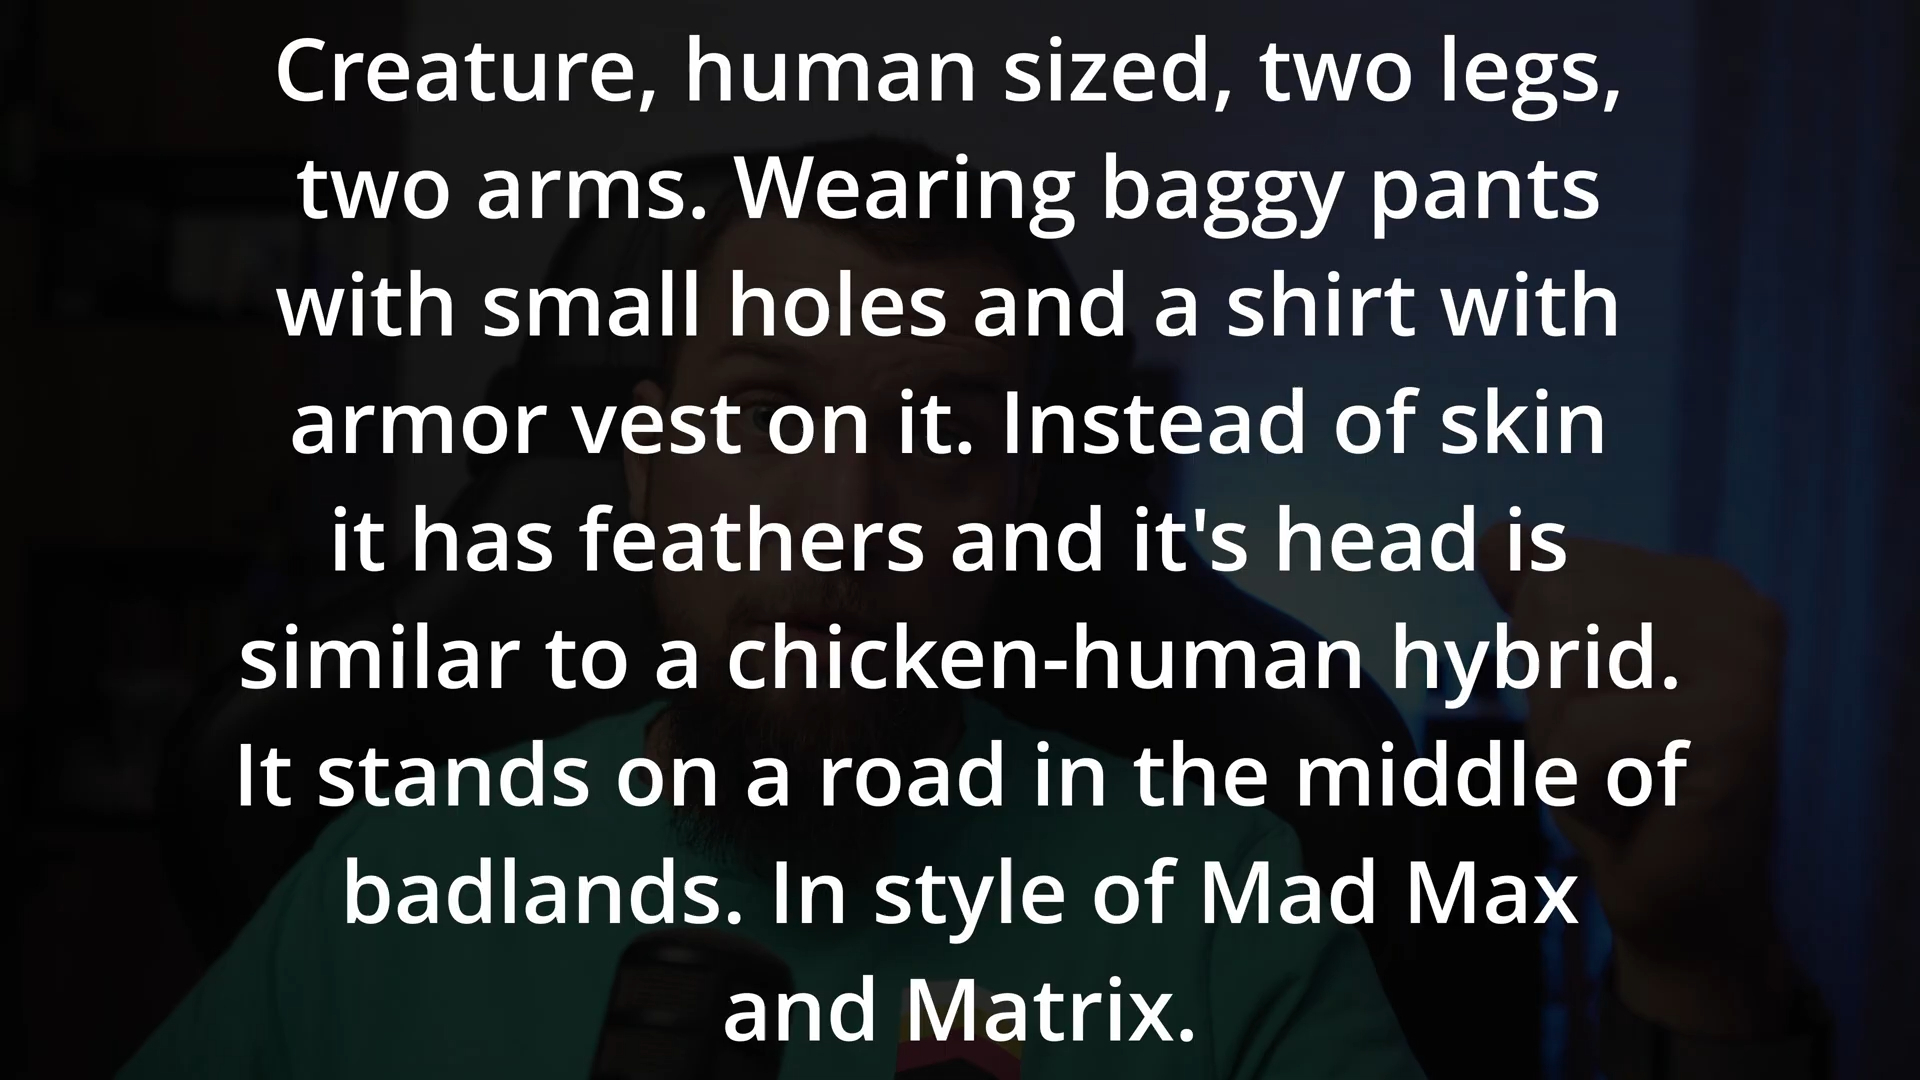 Creature, human sized, two legs,
two arms. Wearing baggy pants
with small holes and a shirt with
armor vest on it. Instead of skin
it has feathers and it's head is
similar to a chicken-human hybrid.
It stands on a road in the middle of
badlands. In style of Mad Max
and Matrix.